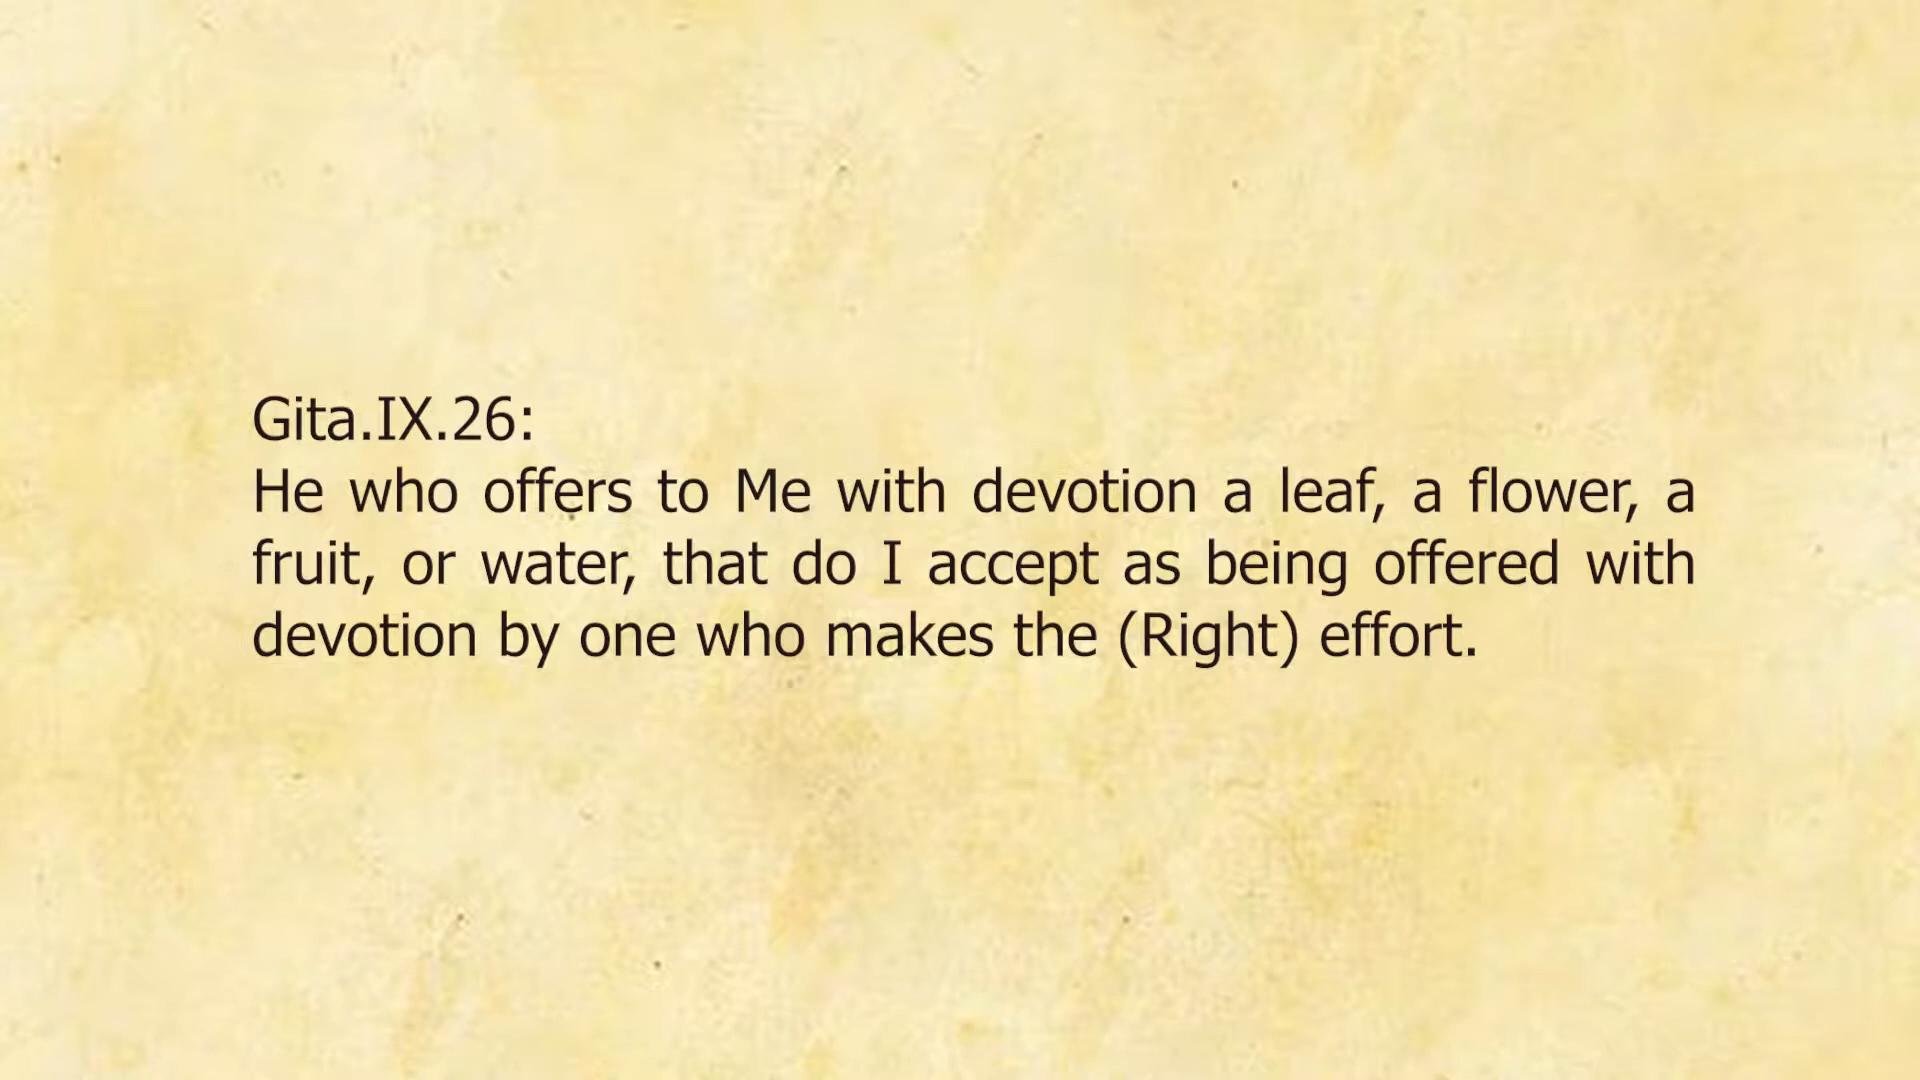 Gita.IX.26:
He who offers to Me with devotion a leaf, a flower, a
fruit, or water, that do I accept as being offered with
devotion by one who makes the (Right) effort.